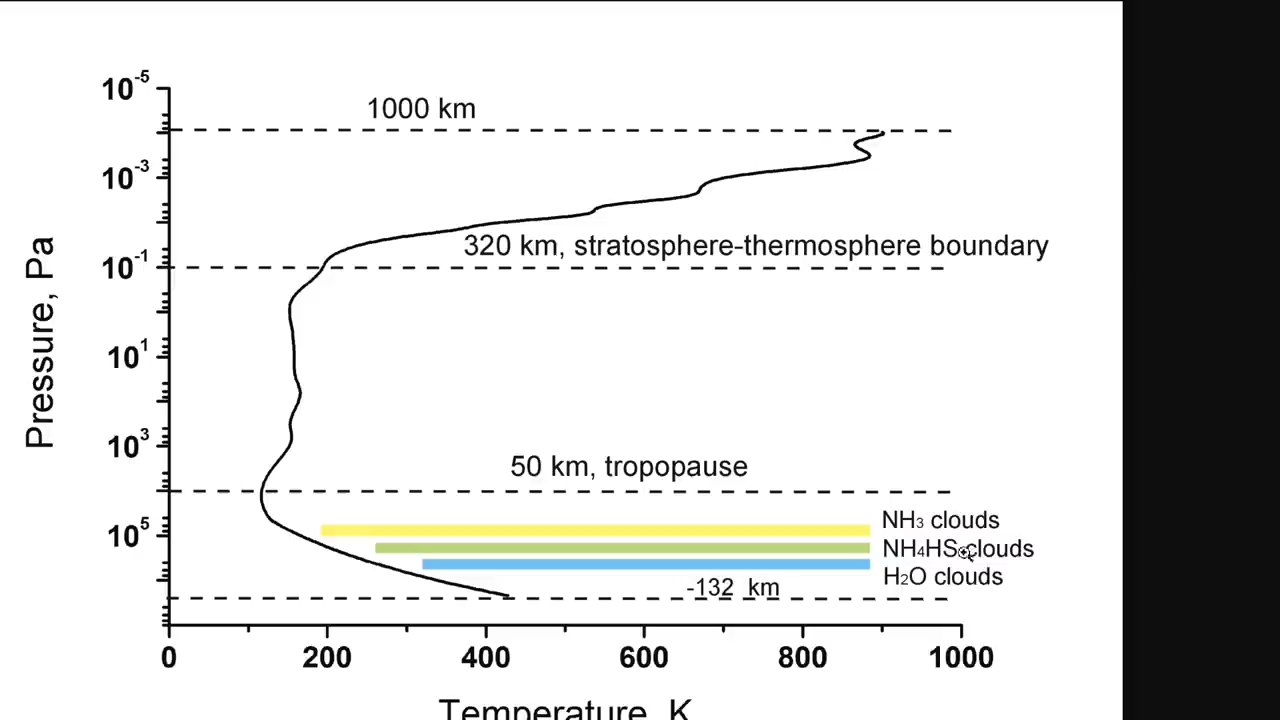 10⁻⁵
1000 km
10⁻³
320 km, stratosphere-thermosphere boundary
10⁻¹
Pressure, Pa
10¹
10³
50 km, tropopause
NH₃ clouds
10⁵
NH₄HS clouds
H₂O clouds
-132 km
0 200 400 600 800 1000
Temperature, K